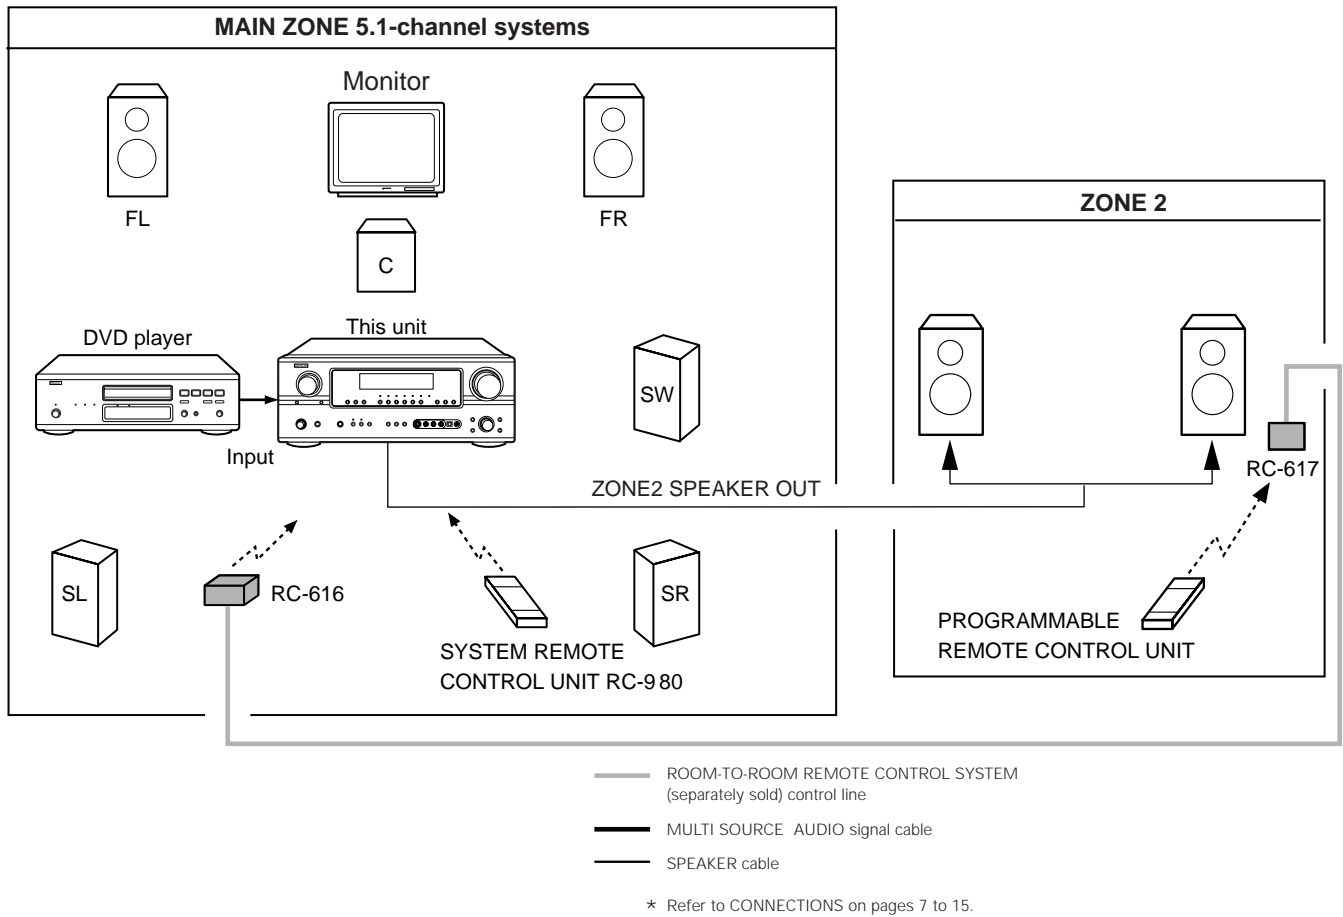 MAIN ZONE 5.1-channel systems
Monitor
FL
FR
C
ZONE 2
DVD player
This unit
SW
Input
RC-617
ZONE2 SPEAKER OUT
SL
RC-616
SR
SYSTEM REMOTE
CONTROL UNIT RC-980
PROGRAMMABLE
REMOTE CONTROL UNIT
ROOM-TO-ROOM REMOTE CONTROL SYSTEM
(separately sold) control line
MULTI SOURCE AUDIO signal cable
SPEAKER cable
* Refer to CONNECTIONS on pages 7 to 15.